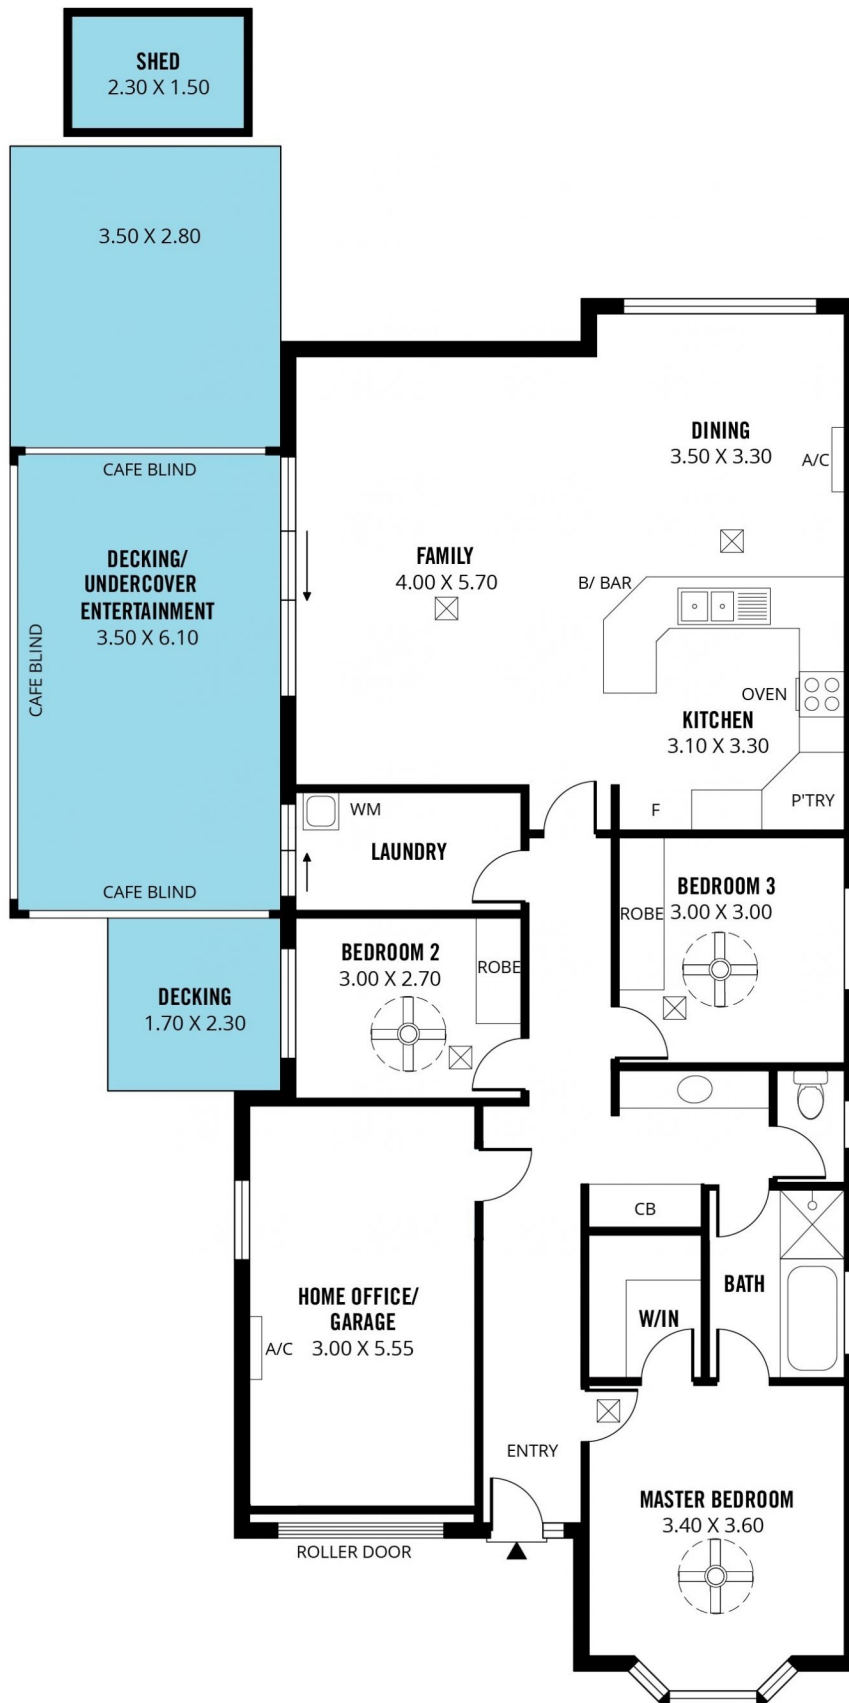 SHED
2.30 X 1.50
3.50 X 2.80
CAFE BLIND
DECKING/
UNDERCOVER
ENTERTAINMENT
3.50 X 6.10
CAFE BLIND
CAFE BLIND
DECKING
1.70 X 2.30
DINING
3.50 X 3.30
A/C
FAMILY
4.00 X 5.70
B/ BAR
OVEN
KITCHEN
3.10 X 3.30
F
P'TRY
WM
LAUNDRY
BEDROOM 3
3.00 X 3.00
ROBE
BEDROOM 2
3.00 X 2.70
ROBE
CB
BATH
W/IN
HOME OFFICE/
GARAGE
3.00 X 5.55
A/C
ENTRY
MASTER BEDROOM
3.40 X 3.60
ROLLER DOOR